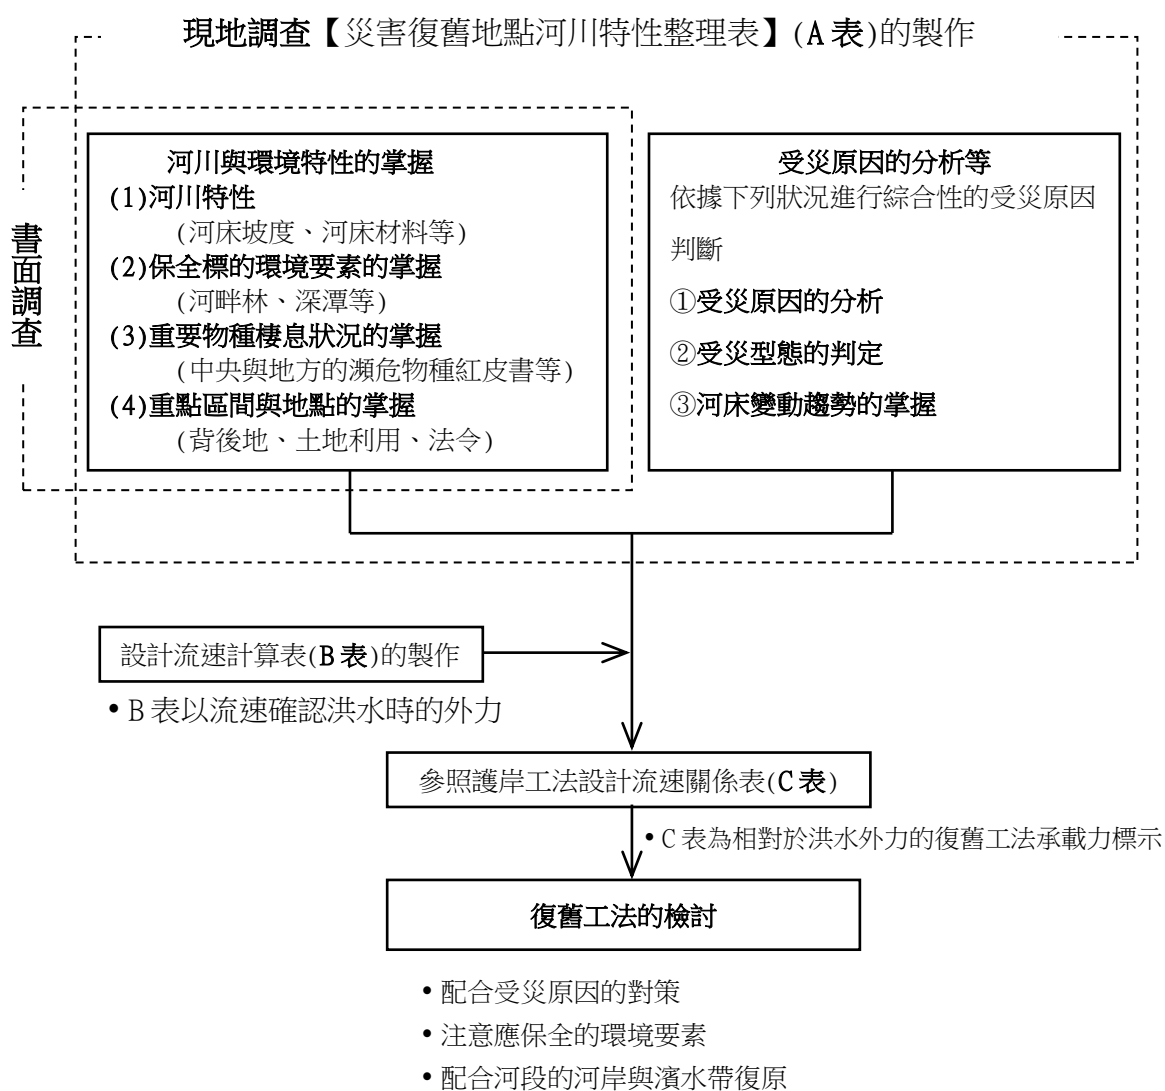 現地調查【災害復舊地點河川特性整理表】(A 表)的製作
書面調查
河川與環境特性的掌握
(1)河川特性
(河床坡度、河床材料等)
(2)保全標的環境要素的掌握
(河畔林、深潭等)
(3)重要物種棲息狀況的掌握
(中央與地方的瀕危物種紅皮書等)
(4)重點區間與地點的掌握
(背後地、土地利用、法令)
受災原因的分析等
依據下列狀況進行綜合性的受災原因
判斷
①受災原因的分析
②受災型態的判定
③河床變動趨勢的掌握
設計流速計算表(B 表)的製作
•B 表以流速確認洪水時的外力
參照護岸工法設計流速關係表(C 表)
•C 表為相對於洪水外力的復舊工法承載力標示
復舊工法的檢討
•配合受災原因的對策
•注意應保全的環境要素
•配合河段的河岸與濱水帶復原